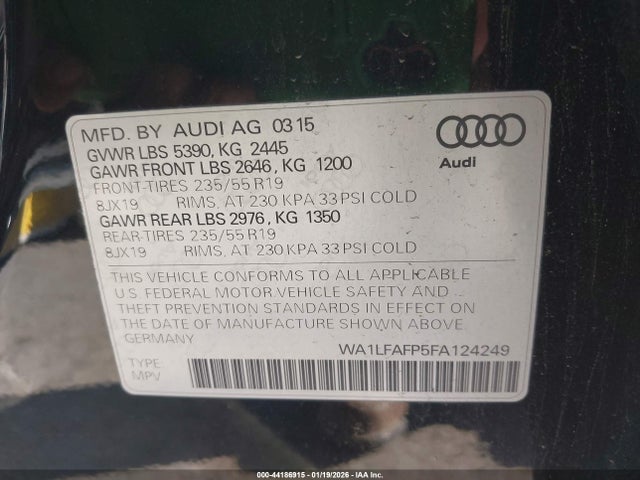 MFD. BY AUDI AG 0315
GVWR LBS 5390, KG 2445
GAWR FRONT LBS 2646, KG 1200
FRONT-TIRES 235/55 R19
8JX19 RIMS, AT 230 KPA 33 PSI COLD
GAWR REAR LBS 2976, KG 1350
REAR-TIRES 235/55 R19
8JX19 RIMS, AT 230 KPA 33 PSI COLD
Audi
THIS VEHICLE CONFORMS TO ALL APPLICABLE
U.S. FEDERAL MOTOR VEHICLE SAFETY AND
THEFT PREVENTION STANDARDS IN EFFECT ON
THE DATE OF MANUFACTURE SHOWN ABOVE
GERMANY
WA1LFAFP5FA124249
TYPE:
MPV
000-44186915 - 01/19/2026 - IAA Inc.